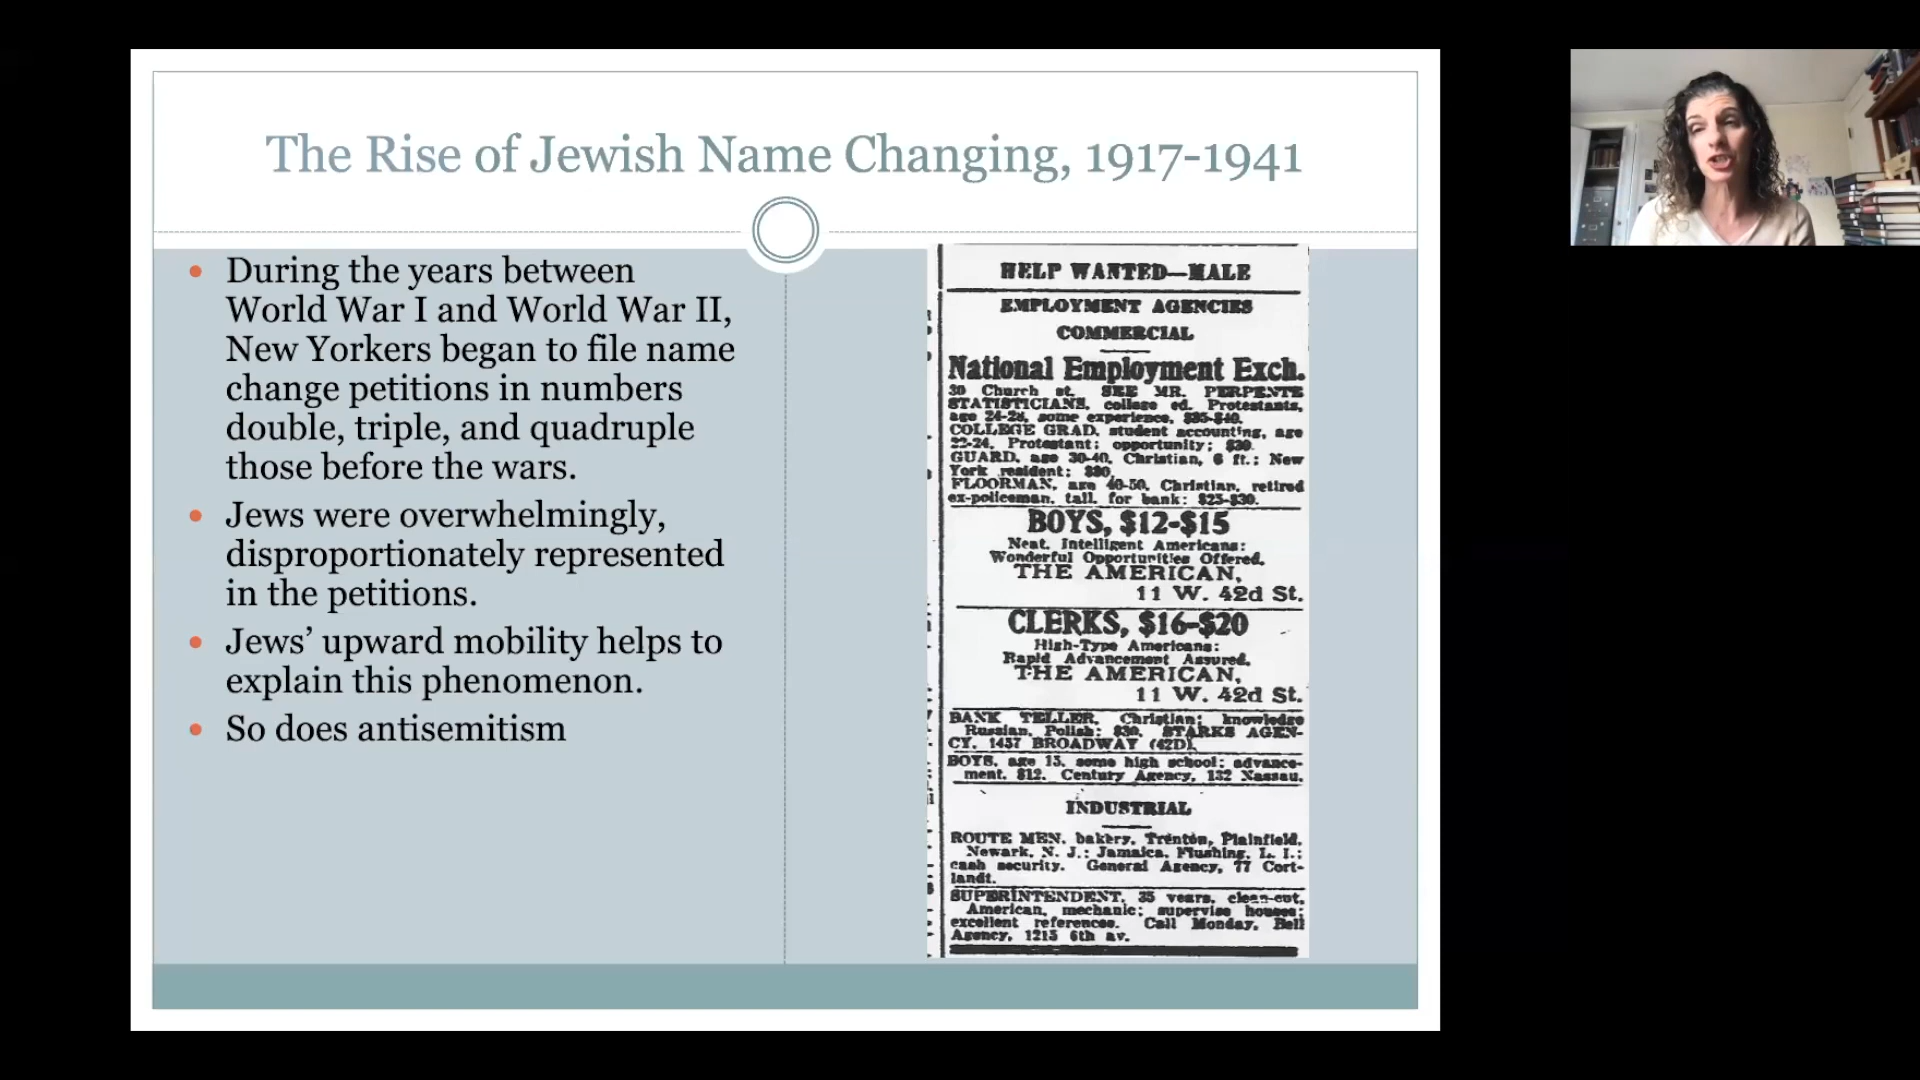 The Rise of Jewish Name Changing, 1917-1941
• During the years between
World War I and World War II,
New Yorkers began to file name
change petitions in numbers
double, triple, and quadruple
those before the wars.
• Jews were overwhelmingly,
disproportionately represented
in the petitions.
• Jews’ upward mobility helps to
explain this phenomenon.
• So does antisemitism
HELP WANTED—MALE
EMPLOYMENT AGENCIES
COMMERCIAL
National Employment Exch.
30 Church st. SEE MR. PERPENTE
STATISTICIANS, college ed. Protestants,
age 24-28, some experience, $35-$40.
COLLEGE GRAD. student accounting, age
22-24, Protestant; opportunity; $30.
GUARD, age 30-40, Christian, 6 ft.; New
York resident; $30.
FLOORMAN, age 40-50, Christian, retired
ex-policeman, tall, for bank; $25-$30.
BOYS, $12-$15
Neat, Intelligent Americans;
Wonderful Opportunities Offered.
THE AMERICAN,
11 W. 42d St.
CLERKS, $16-$20
High-Type Americans;
Rapid Advancement Assured.
THE AMERICAN,
11 W. 42d St.
BANK TELLER, Christian; knowledge
Russian, Polish; $30. STARKS AGEN-
CY, 1457 BROADWAY (42D).
BOYS, age 15, some high school; advance-
ment. $12. Century Agency, 132 Nassau.
INDUSTRIAL
ROUTE MEN, bakery, Trenton, Plainfield,
Newark, N. J.; Jamaica, Flushing, L. I.;
cash security. General Agency, 77 Cort-
landt.
SUPERINTENDENT, 35 years, clean-cut,
American, mechanic; supervise houses;
excellent references. Call Monday, Bell
Agency, 1215 6th av.